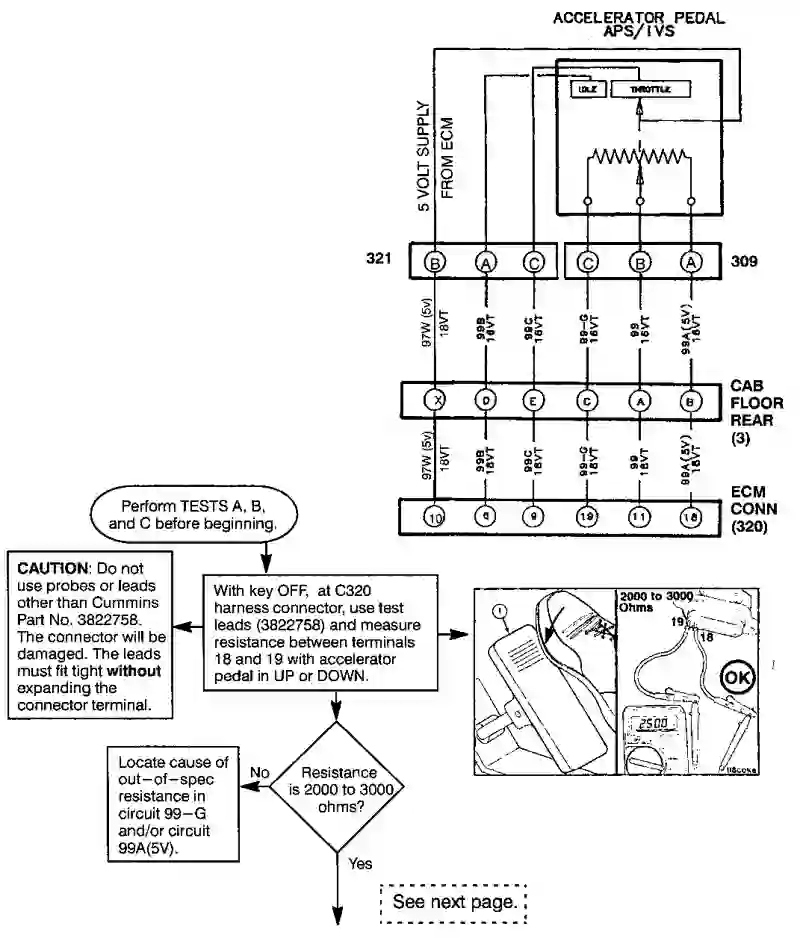 ACCELERATOR PEDAL
APS/IVS
IDLE
THROTTLE
5 VOLT SUPPLY
FROM ECM
321
B
A
C
C
B
A
309
97W (5v)
18VT
99B
18VT
99C
18VT
99-G
18VT
99
18VT
99A(5V)
18VT
X
D
E
C
A
B
CAB
FLOOR
REAR
(3)
97W (5v)
18VT
99B
18VT
99C
18VT
99-G
18VT
99
18VT
99A(5V)
18VT
10
9
19
11
18
ECM
CONN
(320)
Perform TESTS A, B,
and C before beginning.
CAUTION: Do not
use probes or leads
other than Cummins
Part No. 3822758.
The connector will be
damaged. The leads
must fit tight without
expanding the
connector terminal.
With key OFF, at C320
harness connector, use test
leads (3822758) and measure
resistance between terminals
18 and 19 with accelerator
pedal in UP or DOWN.
1
2000 to 3000
Ohms
19
18
OK
2500
Locate cause of
out-of-spec
resistance in
circuit 99-G
and/or circuit
99A(5V).
No
Resistance
is 2000 to 3000
ohms?
Yes
See next page.